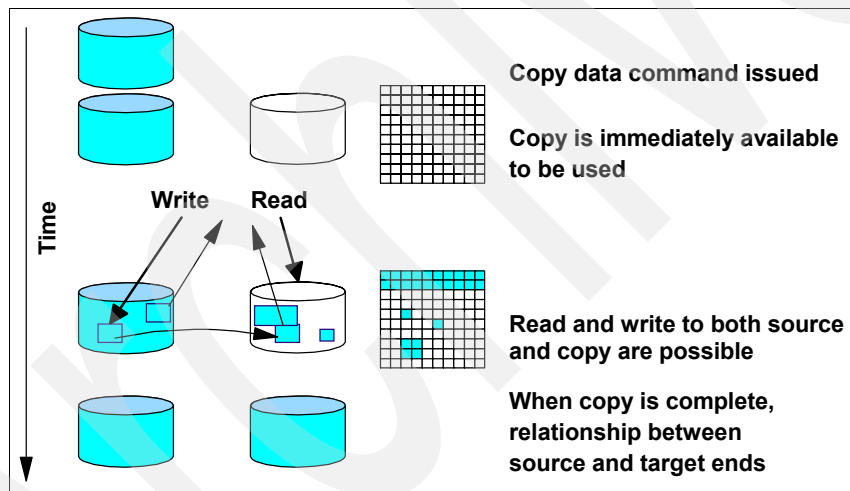 Copy data command issued
Copy is immediately available
to be used
Write
Read
Time
Read and write to both source
and copy are possible
When copy is complete,
relationship between
source and target ends